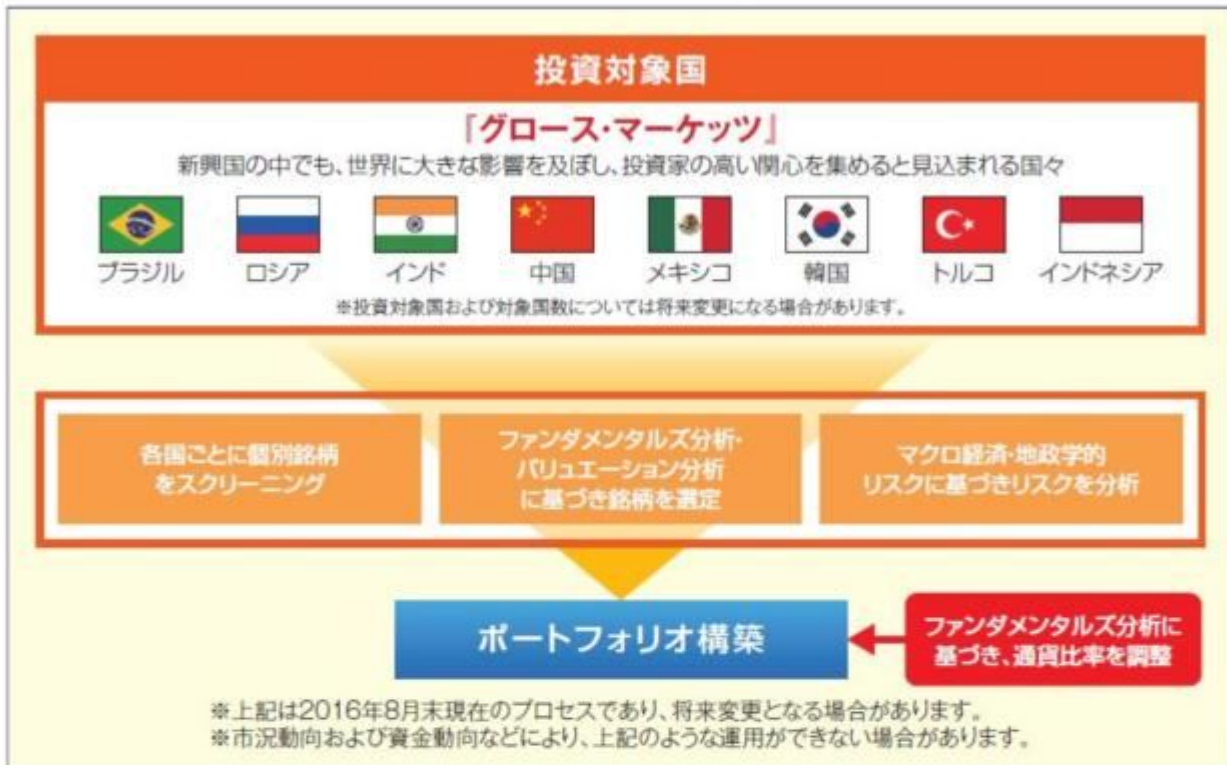 投資対象国
『グロース・マーケッツ』
新興国の中でも、世界に大きな影響を及ぼし、投資家の高い関心を集めると見込まれる国々
ブラジル
ロシア
インド
中国
メキシコ
韓国
トルコ
インドネシア
※投資対象国および対象国数については将来変更になる場合があります。
各国ごとに個別銘柄
をスクリーニング
ファンダメンタルズ分析・
バリュエーション分析
に基づき銘柄を選定
マクロ経済・地政学的
リスクに基づきリスクを分析
ポートフォリオ構築
ファンダメンタルズ分析に
基づき、通貨比率を調整
※上記は2016年8月末現在のプロセスであり、将来変更となる場合があります。
※市況動向および資金動向などにより、上記のような運用ができない場合があります。